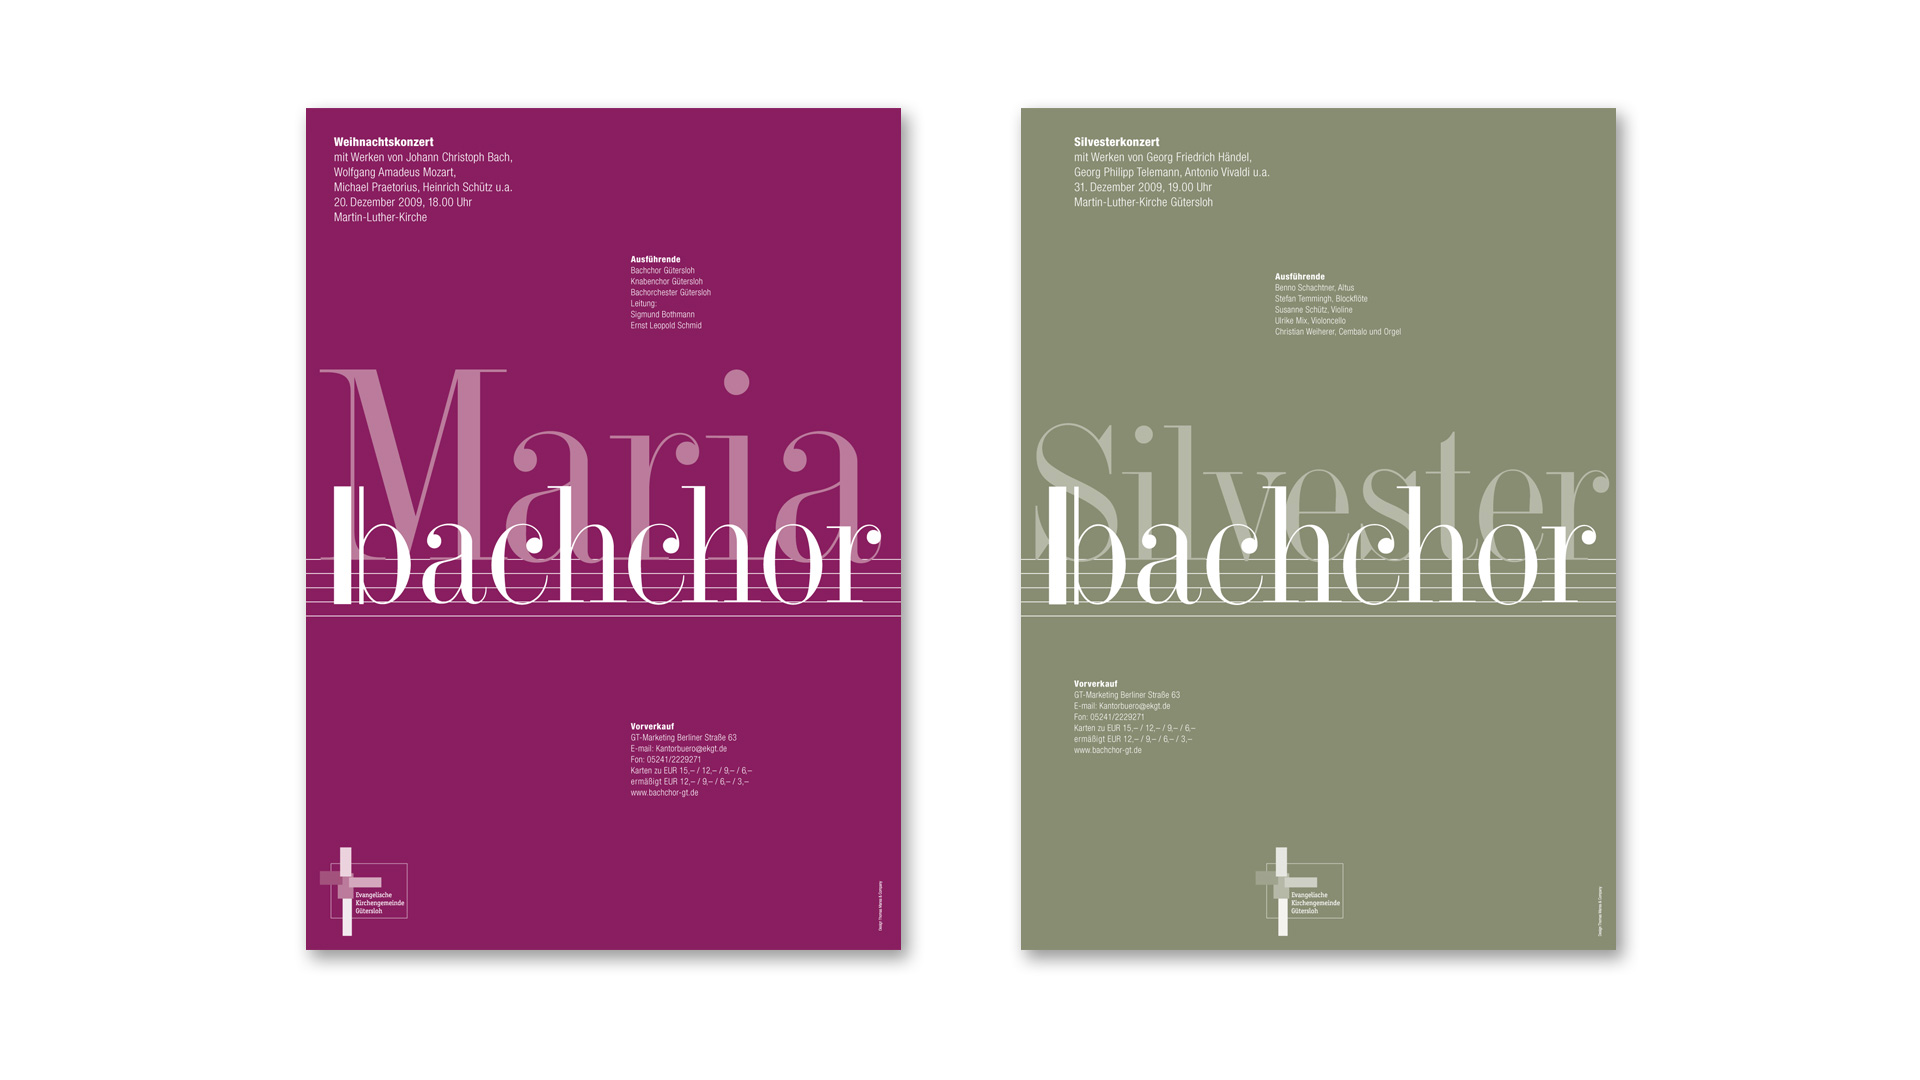 Weihnachtskonzert
mit Werken von Johann Christoph Bach,
Wolfgang Amadeus Mozart,
Michael Praetorius, Heinrich Schütz u.a.
20. Dezember 2009, 18.00 Uhr
Martin-Luther-Kirche
Ausführende
Bachchor Gütersloh
Knabenchor Gütersloh
Bachorchester Gütersloh
Leitung:
Sigmund Bothmann
Ernst Leopold Schmid
Maria
bachchor
Vorverkauf
GT-Marketing Berliner Straße 63
E-mail: Kantorbuero@ekgt.de
Fon: 05241/2229271
Karten zu EUR 15,– / 12,– / 9,– / 6,–
ermäßigt EUR 12,– / 9,– / 6,– / 3,–
www.bachchor-gt.de
Evangelische
Kirchengemeinde
Gütersloh
Silvesterkonzert
mit Werken von Georg Friedrich Händel,
Georg Philipp Telemann, Antonio Vivaldi u.a.
31. Dezember 2009, 19.00 Uhr
Martin-Luther-Kirche Gütersloh
Ausführende
Benno Schachtner, Altus
Stefan Temmingh, Blockflöte
Susanne Schütz, Violine
Ulrike Mix, Violoncello
Christian Weiherer, Cembalo und Orgel
Silvester
bachchor
Vorverkauf
GT-Marketing Berliner Straße 63
E-mail: Kantorbuero@ekgt.de
Fon: 05241/2229271
Karten zu EUR 15,– / 12,– / 9,– / 6,–
ermäßigt EUR 12,– / 9,– / 6,– / 3,–
www.bachchor-gt.de
Evangelische
Kirchengemeinde
Gütersloh